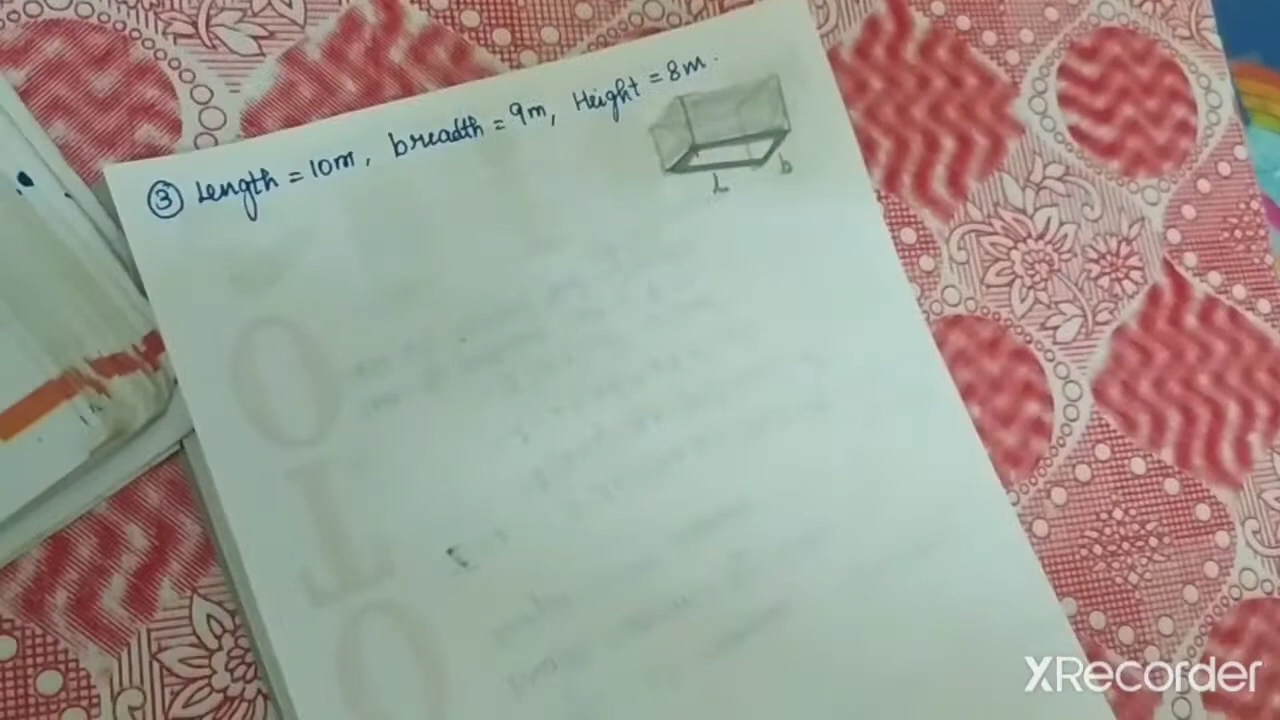 ③ Length = 10m, breadth = 9m, Height = 8m.
L
b
XRecorder